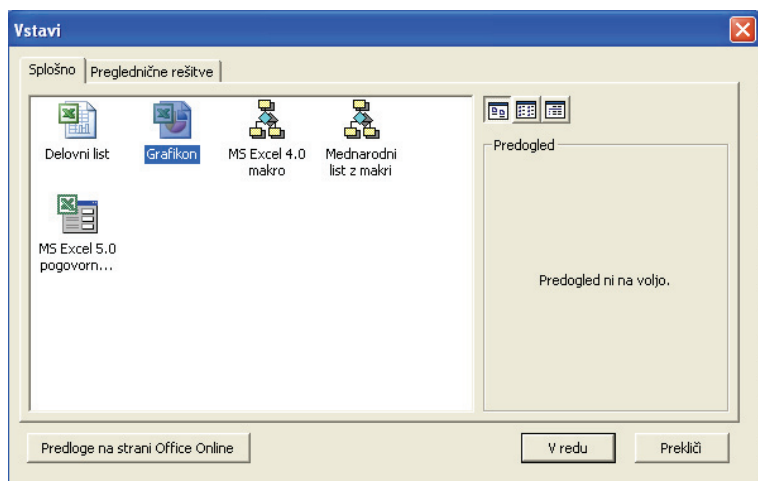 Vstavi
Splošno
Preglednične rešitve
Delovni list
Grafikon
MS Excel 4.0
makro
Mednarodni
list z makri
MS Excel 5.0
pogovorn...
Predogled
Predogled ni na voljo.
Predloge na strani Office Online
V redu
Prekliči